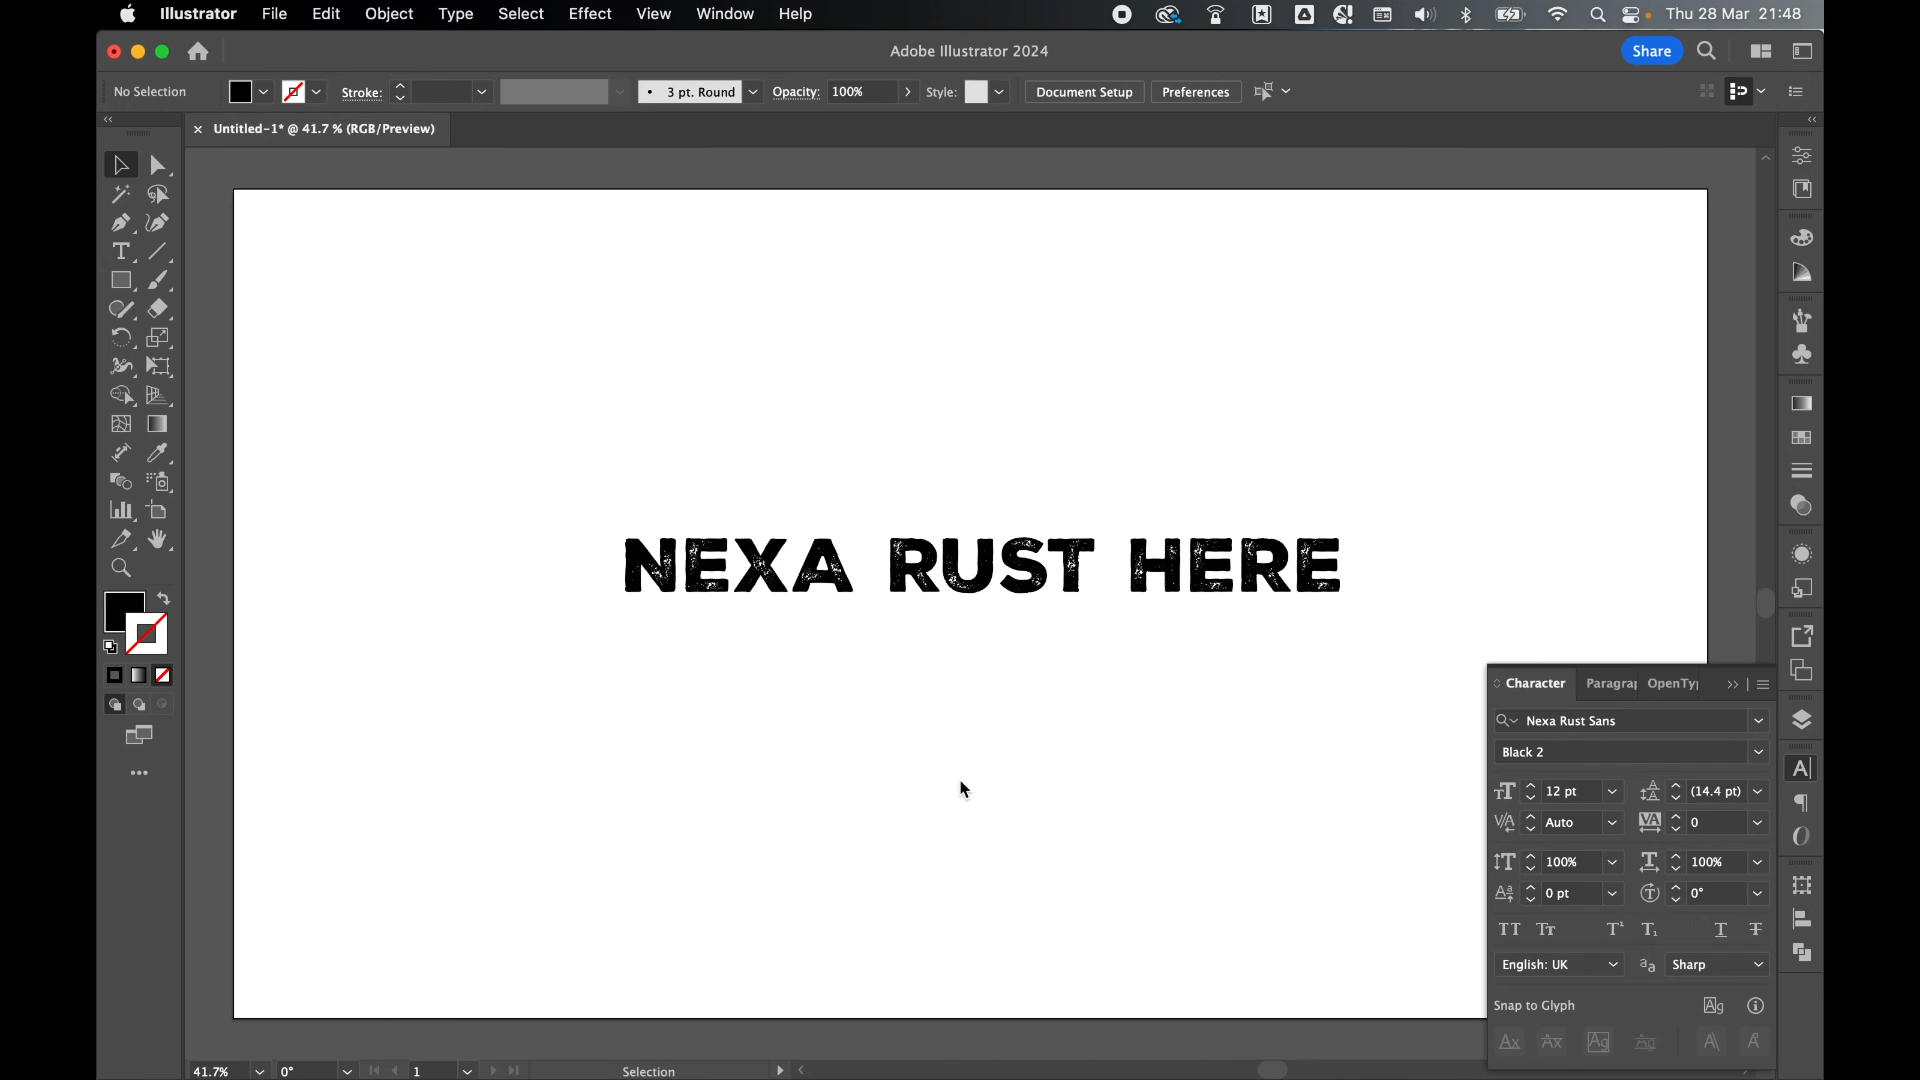 Illustrator File Edit Object Type Select Effect View Window Help Thu 28 Mar 21:48
Adobe Illustrator 2024 Share
No Selection Stroke: 3 pt. Round Opacity: 100% Style: Document Setup Preferences
Untitled-1* @ 41.7 % (RGB/Preview)
NEXA RUST HERE
Character Paragrap OpenTy
Nexa Rust Sans
Black 2
12 pt (14.4 pt)
Auto 0
100% 100%
0 pt 0°
English: UK Sharp
Snap to Glyph
41.7% 0° 1 Selection